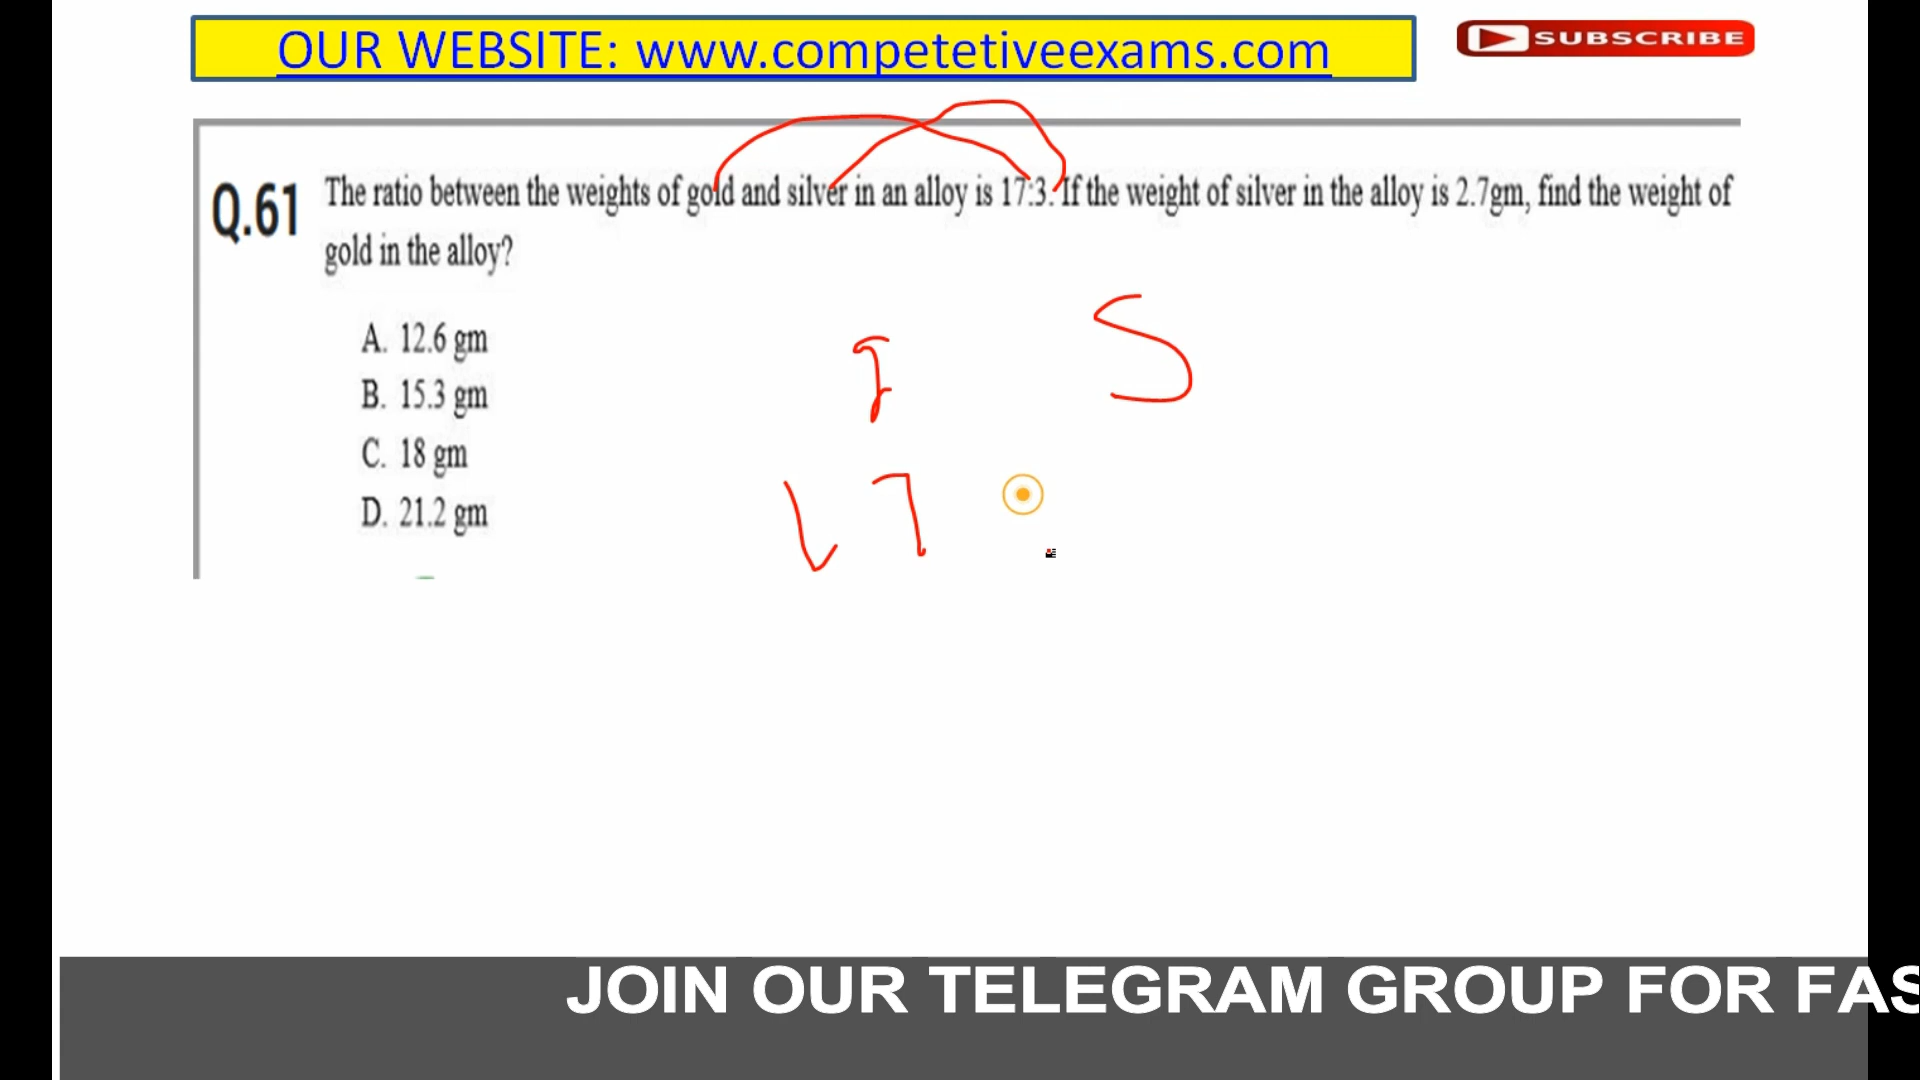 OUR WEBSITE: www.competetiveexams.com
SUBSCRIBE
Q.61 The ratio between the weights of gold and silver in an alloy is 17:3. If the weight of silver in the alloy is 2.7gm, find the weight of
gold in the alloy?
A. 12.6 gm
B. 15.3 gm
C. 18 gm
D. 21.2 gm
S
17
JOIN OUR TELEGRAM GROUP FOR FAS